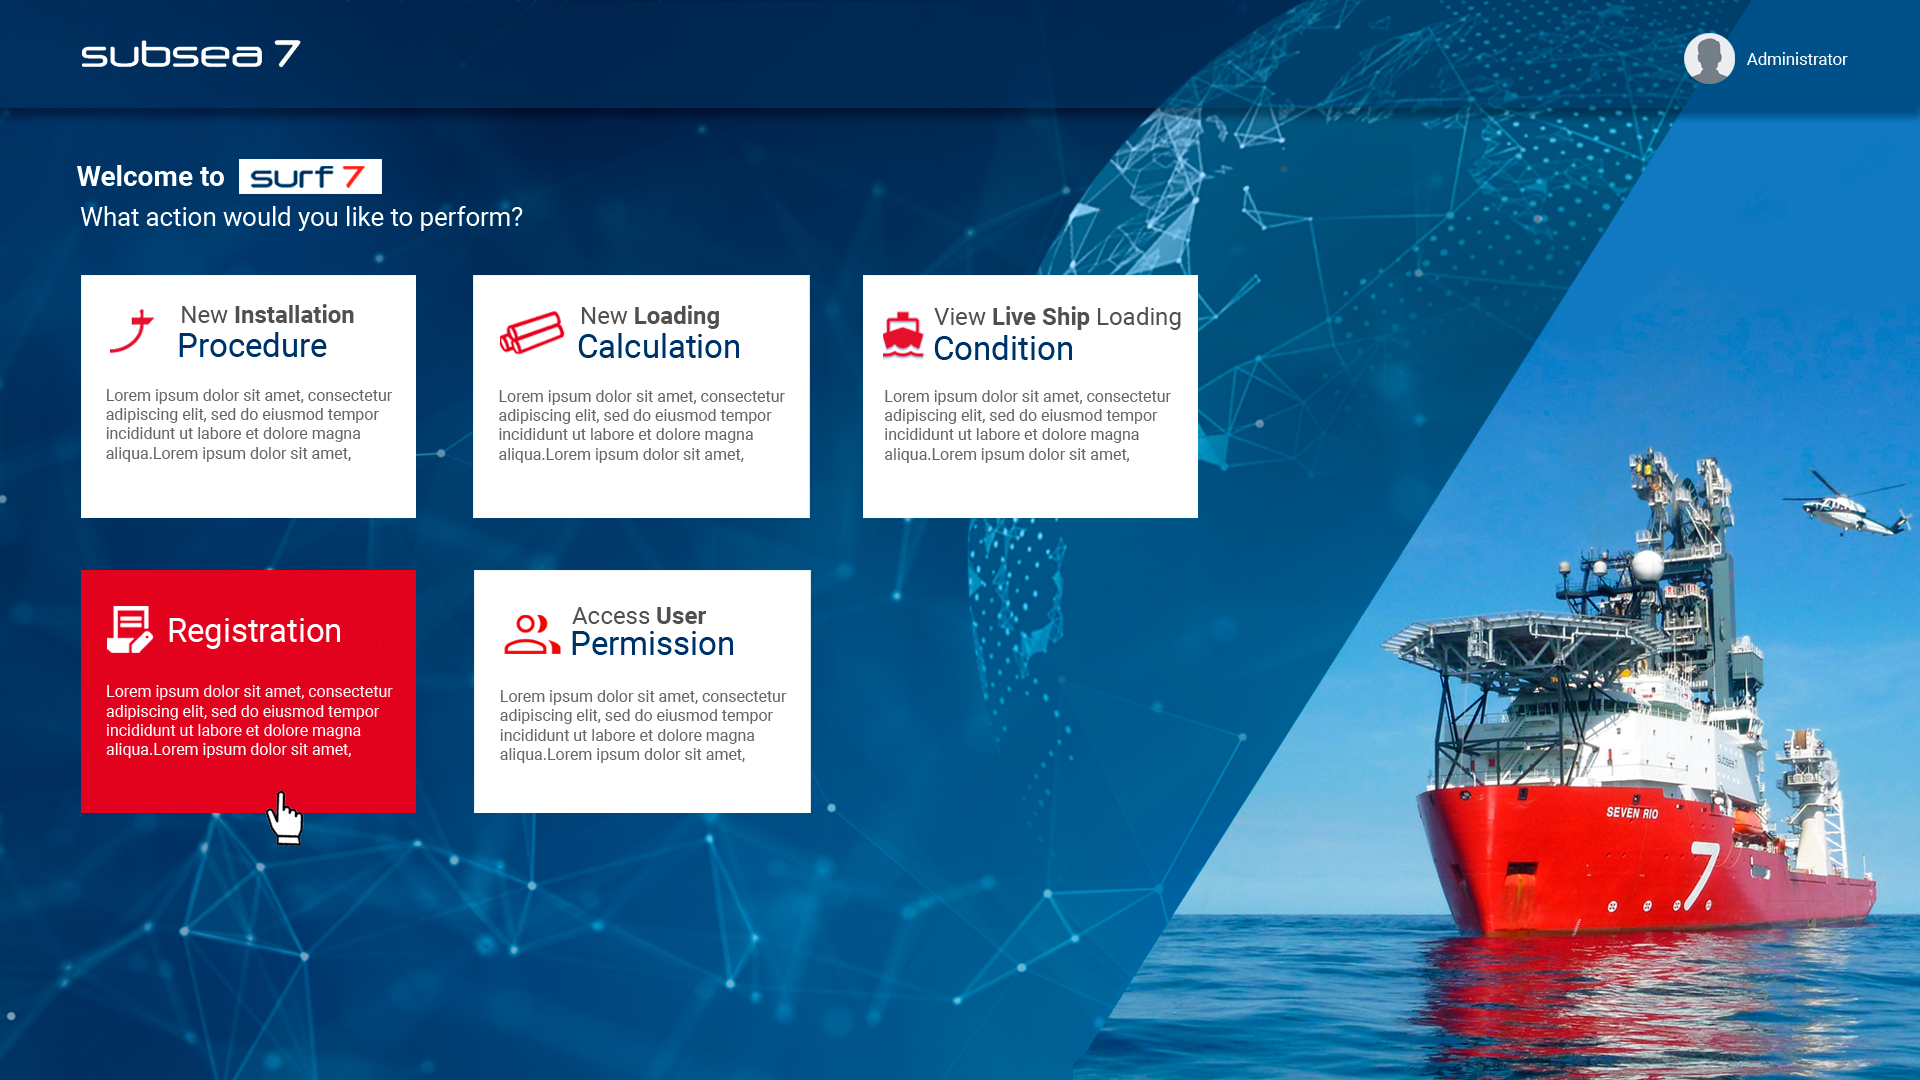 subsea 7
Administrator
Welcome to surf 7
What action would you like to perform?
New Installation
Procedure
Lorem ipsum dolor sit amet, consectetur
adipiscing elit, sed do eiusmod tempor
incididunt ut labore et dolore magna
aliqua.Lorem ipsum dolor sit amet,
New Loading
Calculation
Lorem ipsum dolor sit amet, consectetur
adipiscing elit, sed do eiusmod tempor
incididunt ut labore et dolore magna
aliqua.Lorem ipsum dolor sit amet,
View Live Ship Loading
Condition
Lorem ipsum dolor sit amet, consectetur
adipiscing elit, sed do eiusmod tempor
incididunt ut labore et dolore magna
aliqua.Lorem ipsum dolor sit amet,
Registration
Lorem ipsum dolor sit amet, consectetur
adipiscing elit, sed do eiusmod tempor
incididunt ut labore et dolore magna
aliqua.Lorem ipsum dolor sit amet,
Access User
Permission
Lorem ipsum dolor sit amet, consectetur
adipiscing elit, sed do eiusmod tempor
incididunt ut labore et dolore magna
aliqua.Lorem ipsum dolor sit amet,
subsea 7
SEVEN RIO
7